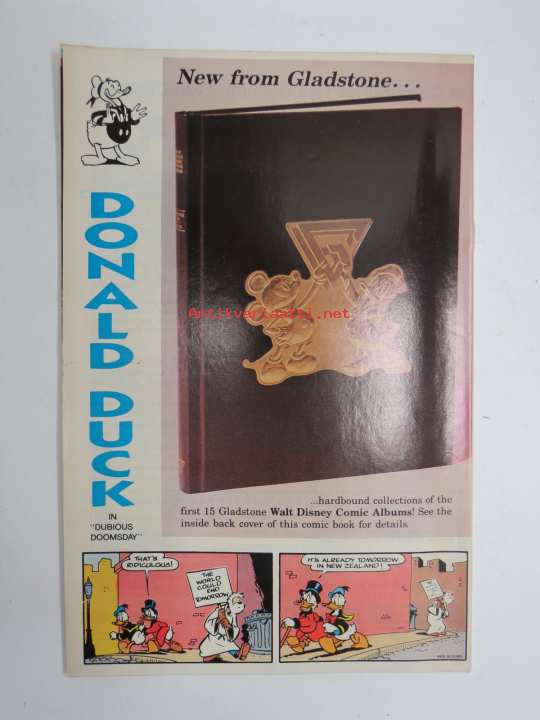 New from Gladstone...
DONALD
DUCK
IN
"DUBIOUS
DOOMSDAY"
Antikvariaatti.net
...hardbound collections of the
first 15 Gladstone Walt Disney Comic Albums! See the
inside back cover of this comic book for details.
THAT'S
RIDICULOUS!
THE
WORLD
COULD
END
TOMORROW
IT'S ALREADY TOMORROW
IN NEW ZEALAND!